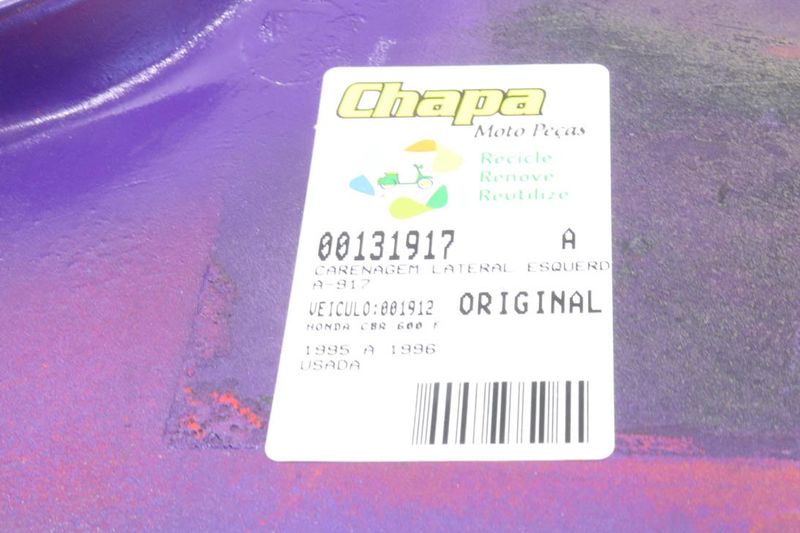 Chapa
Moto Peças
Recicle
Renove
Reutilize
00131917 A
CARENAGEM LATERAL ESQUERD
A-917
VEICULO:001912 ORIGINAL
HONDA CBR 600 F
1995 A 1996
USADA